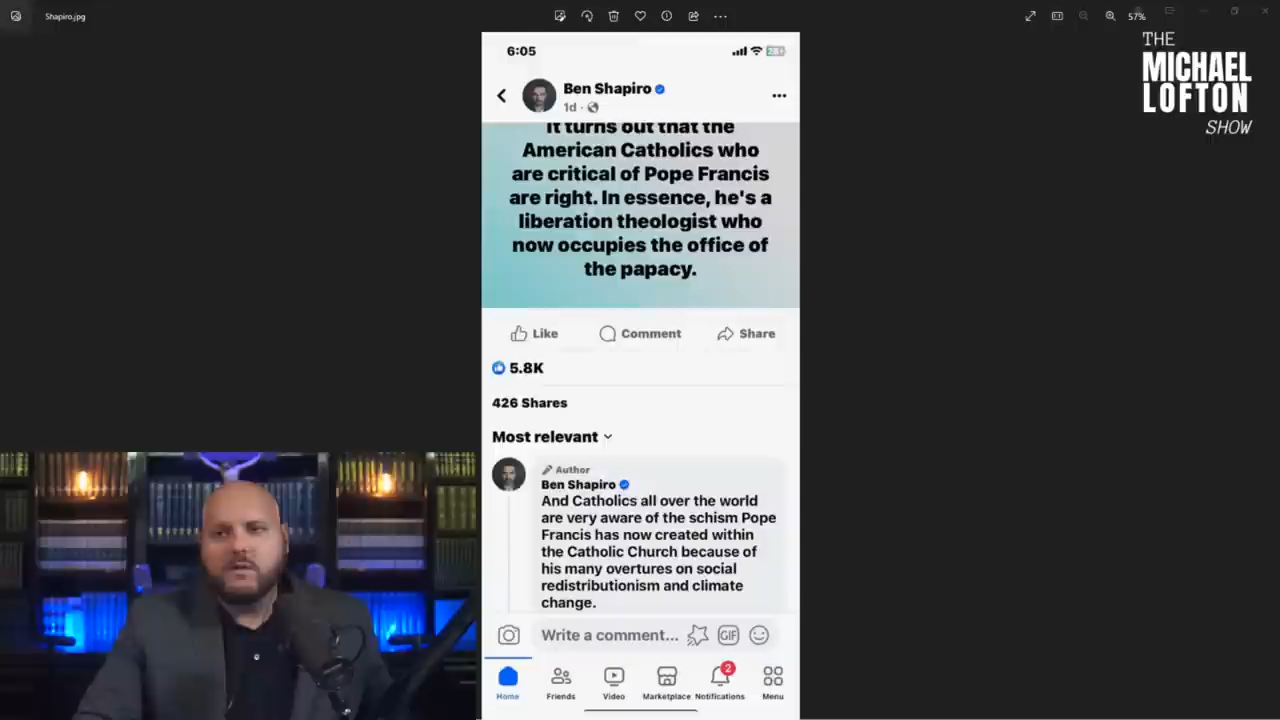 Shapiro.jpg
57%
THE
MICHAEL
LOFTON
SHOW
6:05
Ben Shapiro
1d
It turns out that the
American Catholics who
are critical of Pope Francis
are right. In essence, he's a
liberation theologist who
now occupies the office of
the papacy.
Like Comment Share
5.8K
426 Shares
Most relevant
Author
Ben Shapiro
And Catholics all over the world
are very aware of the schism Pope
Francis has now created within
the Catholic Church because of
his many overtures on social
redistributionism and climate
change.
Write a comment... GIF
2
Home Friends Video Marketplace Notifications Menu